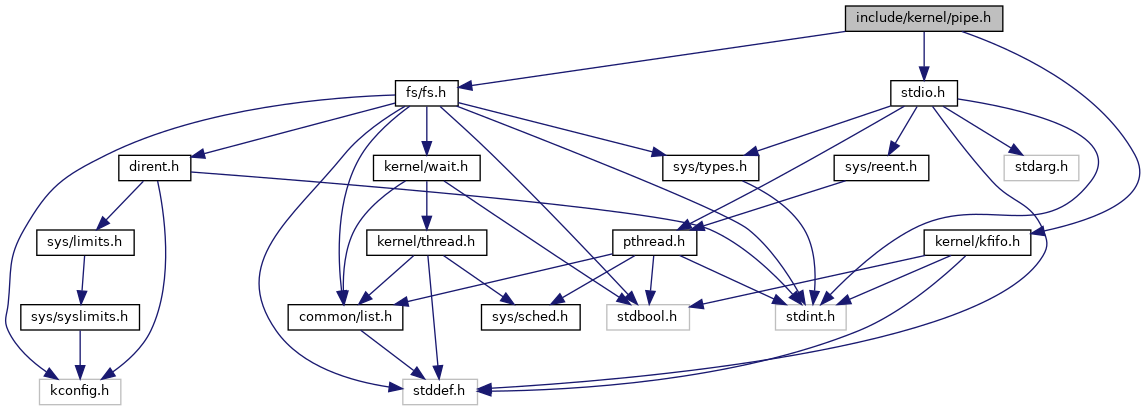 include/kernel/pipe.h
fs/fs.h
stdio.h
dirent.h
kernel/wait.h
sys/types.h
sys/reent.h
stdarg.h
sys/limits.h
kernel/thread.h
pthread.h
kernel/kfifo.h
sys/syslimits.h
common/list.h
sys/sched.h
stdbool.h
stdint.h
kconfig.h
stddef.h